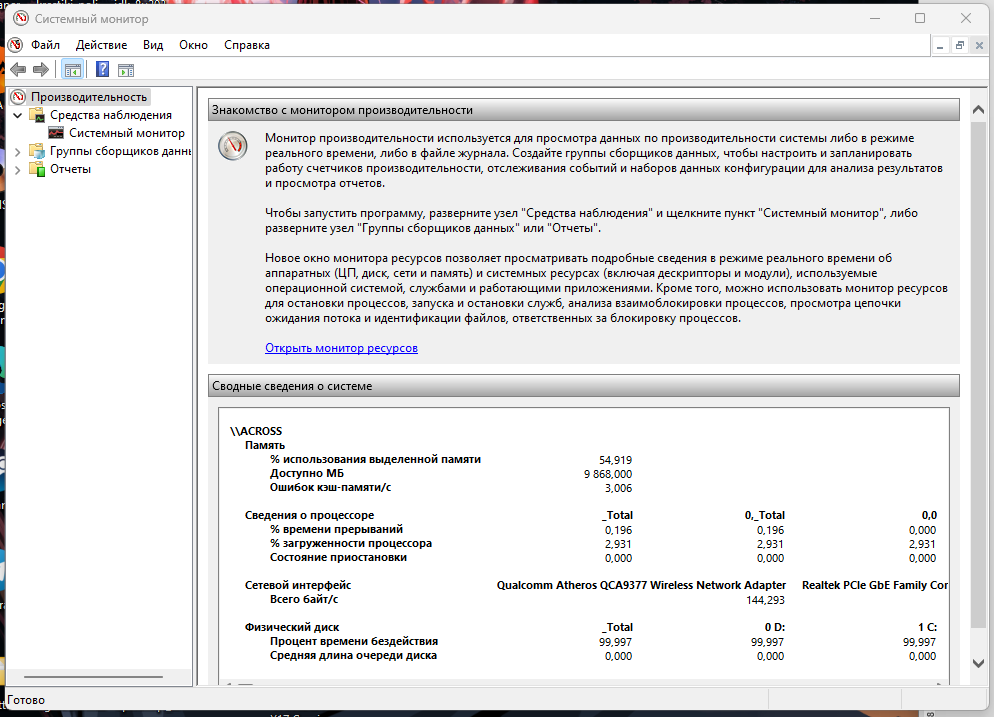 Системный монитор
Файл Действие Вид Окно Справка
Производительность
Средства наблюдения
Системный монитор
Группы сборщиков данн
Отчеты
Знакомство с монитором производительности
Монитор производительности используется для просмотра данных по производительности системы либо в режиме
реального времени, либо в файле журнала. Создайте группы сборщиков данных, чтобы настроить и запланировать
работу счетчиков производительности, отслеживания событий и наборов данных конфигурации для анализа результатов
и просмотра отчетов.
Чтобы запустить программу, разверните узел "Средства наблюдения" и щелкните пункт "Системный монитор", либо
разверните узел "Группы сборщиков данных" или "Отчеты".
Новое окно монитора ресурсов позволяет просматривать подробные сведения в режиме реального времени об
аппаратных (ЦП, диск, сети и память) и системных ресурсах (включая дескрипторы и модули), используемые
операционной системой, службами и работающими приложениями. Кроме того, можно использовать монитор ресурсов
для остановки процессов, запуска и остановки служб, анализа взаимоблокировки процессов, просмотра цепочки
ожидания потока и идентификации файлов, ответственных за блокировку процессов.
Открыть монитор ресурсов
Сводные сведения о системе
\\ACROSS
Память
% использования выделенной памяти 54,919
Доступно МБ 9 868,000
Ошибок кэш-памяти/с 3,006
Сведения о процессоре _Total 0,_Total 0,0
% времени прерываний 0,196 0,196 0,000
% загруженности процессора 2,931 2,931 2,931
Состояние приостановки 0,000 0,000 0,000
Сетевой интерфейс Qualcomm Atheros QCA9377 Wireless Network Adapter Realtek PCIe GbE Family Cor
Всего байт/с 144,293
Физический диск _Total 0 D: 1 C:
Процент времени бездействия 99,997 99,997 99,997
Средняя длина очереди диска 0,000 0,000 0,000
Готово